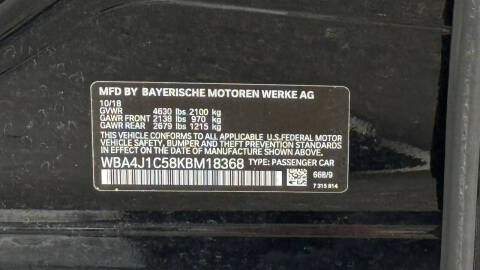 MFD BY BAYERISCHE MOTOREN WERKE AG
10/18
GVWR 4630 lbs 2100 kg
GAWR FRONT 2138 lbs 970 kg
GAWR REAR 2679 lbs 1215 kg
THIS VEHICLE CONFORMS TO ALL APPLICABLE U.S.FEDERAL MOTOR
VEHICLE SAFETY, BUMPER AND THEFT PREVENTION STANDARDS
IN EFFECT ON THE DATE OF MANUFACTURE SHOWN ABOVE.
WBA4J1C58KBM18368 TYPE: PASSENGER CAR
668/9
7 315 814